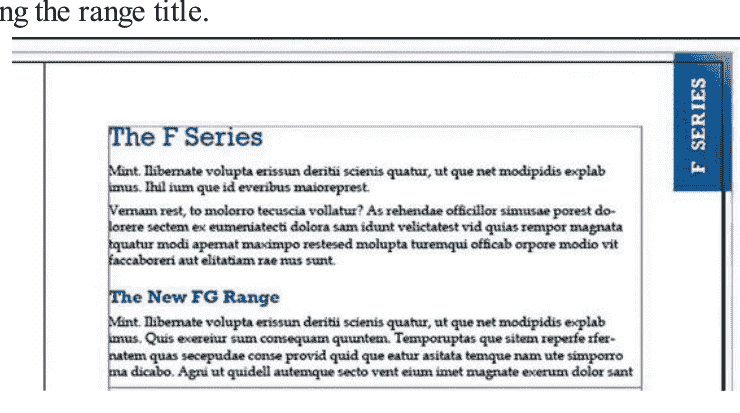 ng the range title.
F SERIES
The F Series
Mint. Ilibernate volupta erissun deritii scienis quatur, ut que net modipidis explab
imus. Ihil ium que id everibus maioreprest.
Vernam rest, to molorro tecuscia vollatur? As rehendae officillor simusae porest do-
lorere sectem ex eumeniatecti dolora sam idunt velictatest vid quias rempor magnata
tquatur modi apernat maximpo restesed molupta turemqui officab orpore modio vit
faccaboreri aut elitatiam rae nus sunt.
The New FG Range
Mint. Ilibernate volupta erissun deritii scienis quatur, ut que net modipidis explab
imus. Quis exereiur sum consequam quuntem. Temporuptas que sitem reperfe rfer-
natem quas secepudae conse provid quid que eatur asitata temque nam ute simporro
ma dicabo. Agni ut quidell autemque secto vent eium imet magnate exerum dolor sant